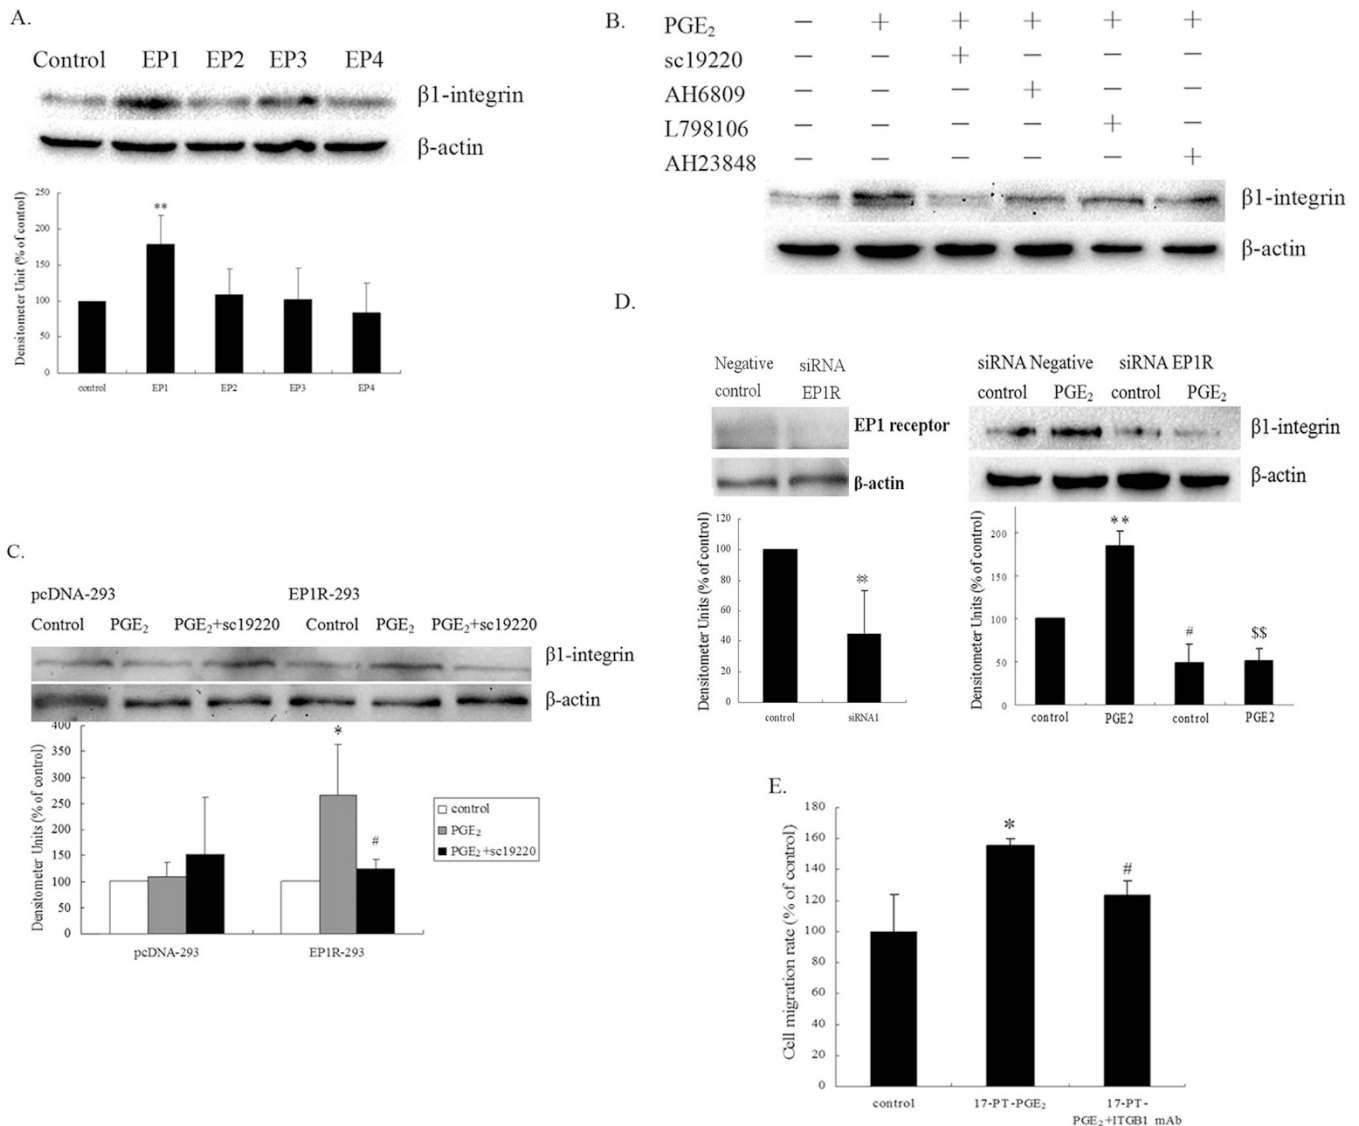 A.
Control EP1 EP2 EP3 EP4
β1-integrin
β-actin
Densitometer Unit (% of control)
250
200
150
100
50
0
**
control EP1 EP2 EP3 EP4
B.
PGE₂ − + + + + +
sc19220 − − + − − −
AH6809 − − − + − −
L798106 − − − − + −
AH23848 − − − − − +
β1-integrin
β-actin
C.
pcDNA-293 EP1R-293
Control PGE₂ PGE₂+sc19220 Control PGE₂ PGE₂+sc19220
β1-integrin
β-actin
Densitometer Units (% of control)
400
350
300
250
200
150
100
50
0
*
#
control
PGE₂
PGE₂+sc19220
pcDNA-293 EP1R-293
D.
Negative siRNA
control EP1R
EP1 receptor
β-actin
Densitometer Units (% of control)
120
100
80
60
40
20
0
**
control siRNA1
siRNA Negative siRNA EP1R
control PGE₂ control PGE₂
β1-integrin
β-actin
Densitometer Units (% of control)
200
150
100
50
0
**
#
$$
control PGE2 control PGE2
E.
Cell migration rate (% of control)
180
160
140
120
100
80
60
40
20
0
*
#
control 17-PT-PGE₂ 17-PT-
PGE₂+ITGB1 mAb